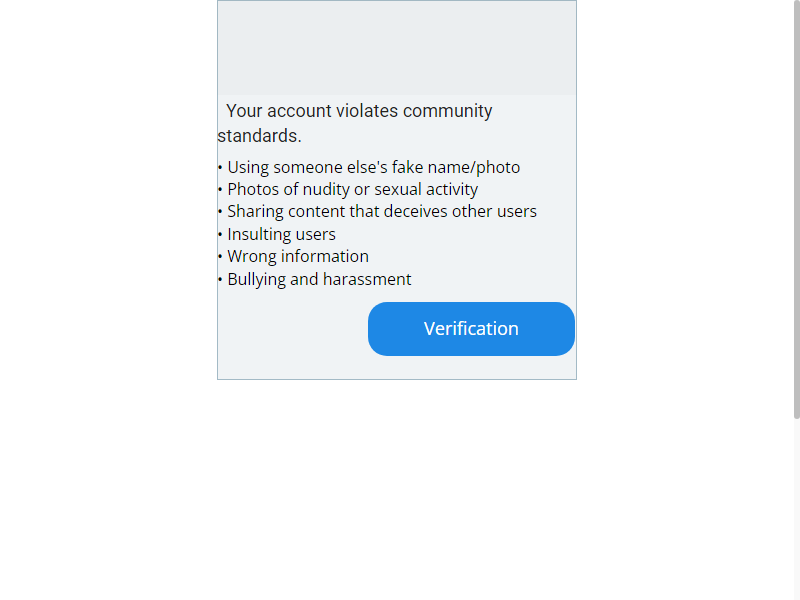 Your account violates community
standards.
• Using someone else's fake name/photo
• Photos of nudity or sexual activity
• Sharing content that deceives other users
• Insulting users
• Wrong information
• Bullying and harassment
Verification